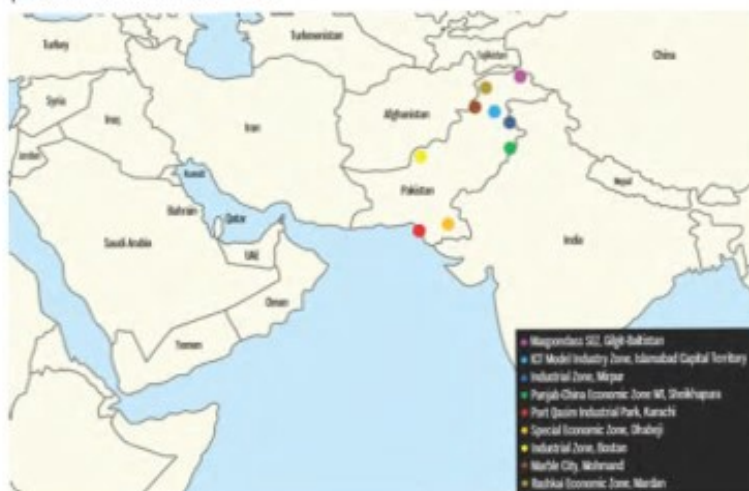 Turkey
Turkmenistan
Tajikistan
China
Syria
Iraq
Iran
Afghanistan
Jordan
Kuwait
Pakistan
Nepal
Bahrain
Qatar
Saudi Arabia
UAE
India
Oman
Yemen
Moqpondass SEZ, Gilgit-Baltistan
ICT Model Industry Zone, Islamabad Capital Territory
Industrial Zone, Mirpur
Punjab-China Economic Zone M1, Sheikhapura
Port Qasim Industrial Park, Karachi
Special Economic Zone, Dhabeji
Industrial Zone, Bostan
Marble City, Mohmand
Rashkai Economic Zone, Mardan